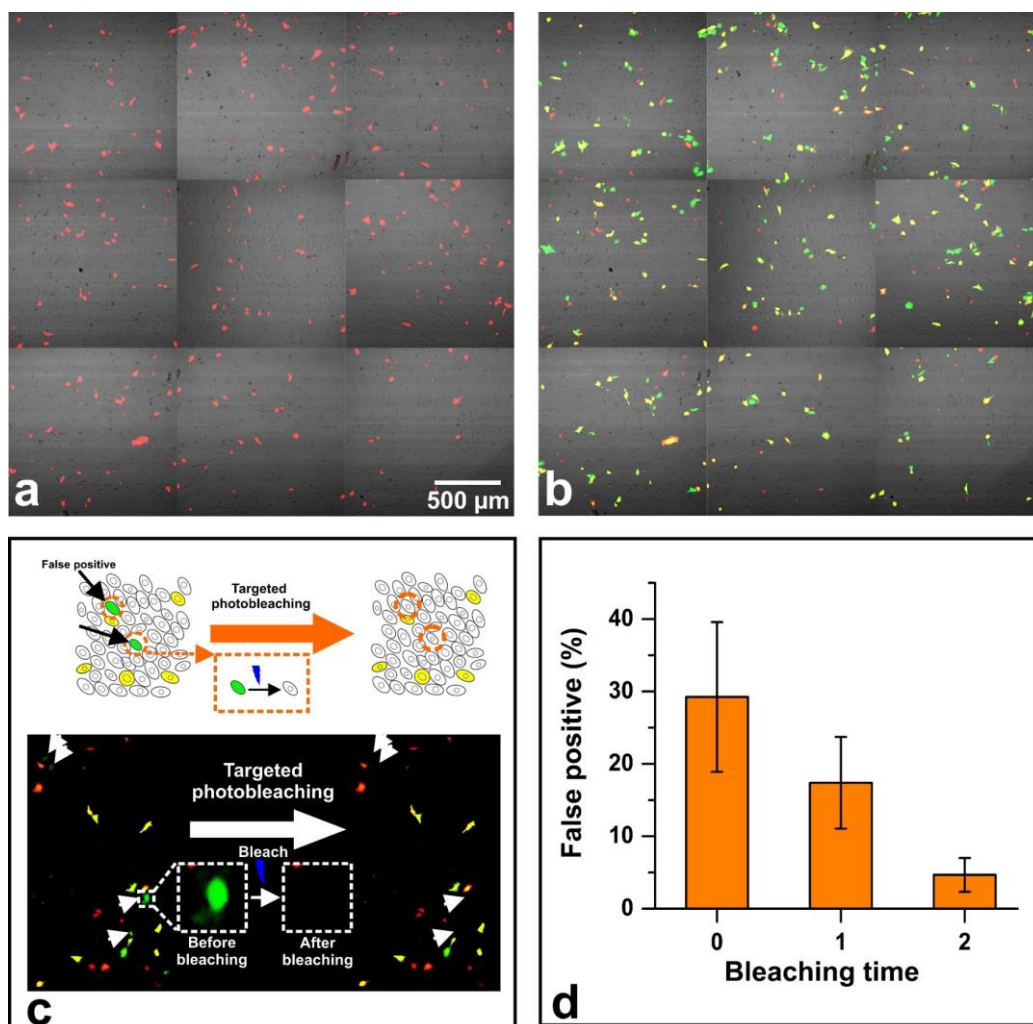 a
500 µm
b
False positive
Targeted
photobleaching
Targeted
photobleaching
Bleach
Before
bleaching
After
bleaching
c
False positive (%)
40
30
20
10
0
0
1
2
Bleaching time
d